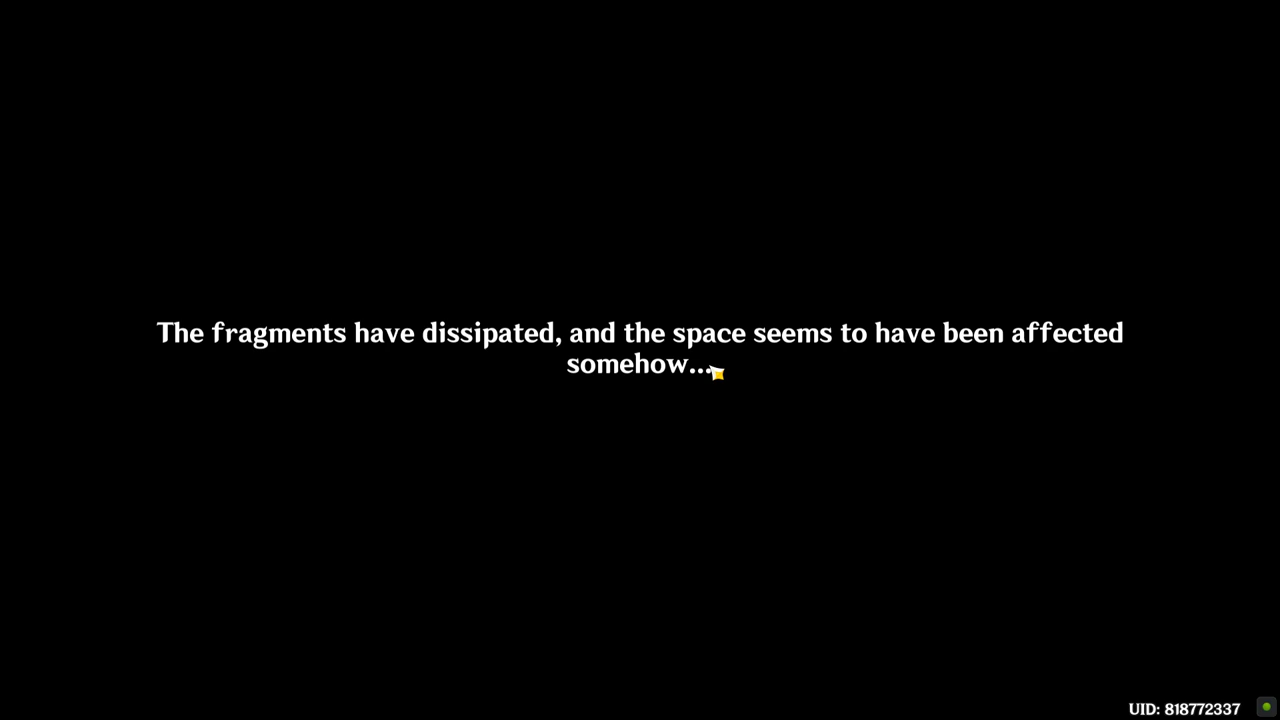 The fragments have dissipated, and the space seems to have been affected
somehow...
UID: 818772337